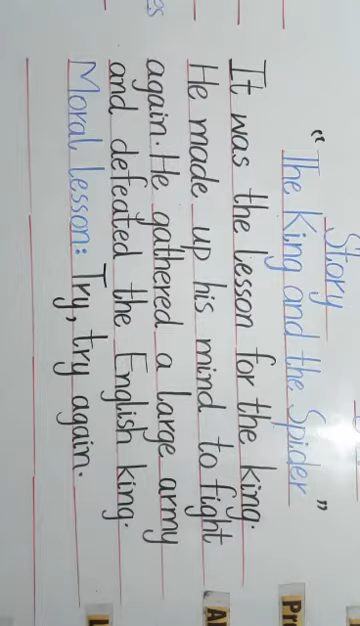 Story
"The King and the Spider"
It was the lesson for the king.
He made up his mind to fight
again. He gathered a large army
and defeated the English king.
Moral lesson: Try, try again.